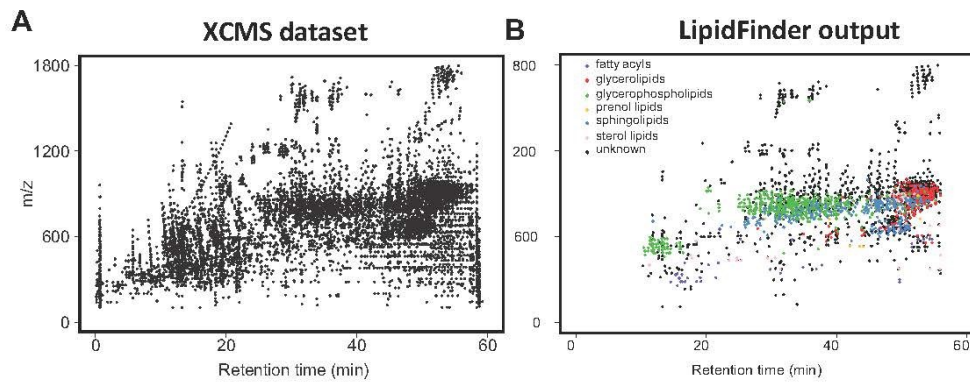 A
XCMS dataset
1800
1200
600
0
m/z
0 20 40 60
Retention time (min)
B
LipidFinder output
800
200
600
0
fatty acyls
glycerolipids
glycerophospholipids
prenol lipids
sphingolipids
sterol lipids
unknown
0 20 40 60
Retention time (min)